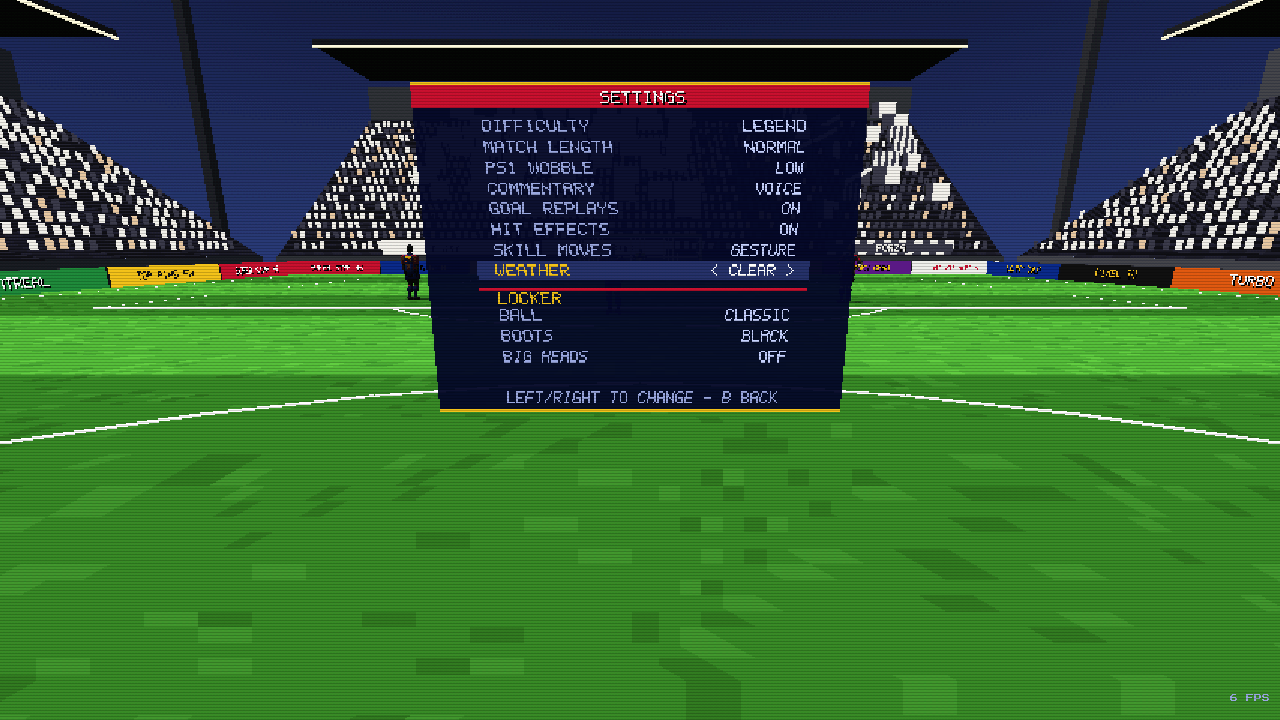 SETTINGS
DIFFICULTY LEGEND
MATCH LENGTH NORMAL
PS1 WOBBLE LOW
COMMENTARY VOICE
GOAL REPLAYS ON
HIT EFFECTS ON
SKILL MOVES GESTURE
WEATHER < CLEAR >
LOCKER
BALL CLASSIC
BOOTS BLACK
BIG HEADS OFF
LEFT/RIGHT TO CHANGE - B BACK
TURBO
6 FPS